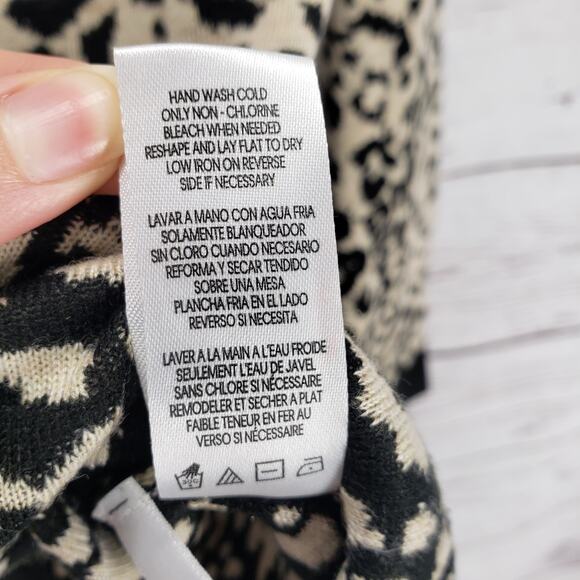 HAND WASH COLD
ONLY NON - CHLORINE
BLEACH WHEN NEEDED
RESHAPE AND LAY FLAT TO DRY
LOW IRON ON REVERSE
SIDE IF NECESSARY
LAVAR A MANO CON AGUA FRIA
SOLAMENTE BLANQUEADOR
SIN CLORO CUANDO NECESARIO
REFORMA Y SECAR TENDIDO
SOBRE UNA MESA
PLANCHA FRIA EN EL LADO
REVERSO SI NECESITA
LAVER A LA MAIN A L'EAU FROIDE
SEULEMENT L'EAU DE JAVEL
SANS CHLORE SI NÉCESSAIRE
REMODELER ET SECHER A PLAT
FAIBLE TENEUR EN FER AU
VERSO SI NÉCESSAIRE